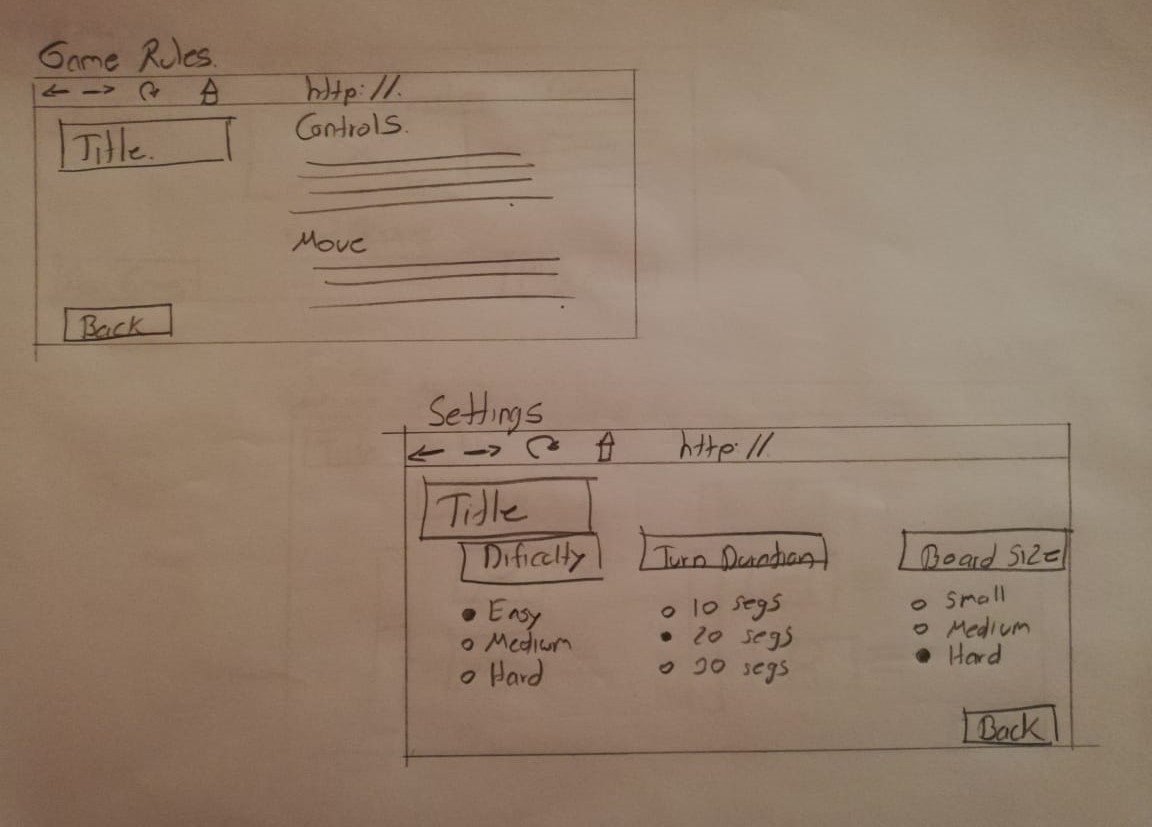 Game Rules.
http://.
Title.
Controls.
Move
Back
Settings
http://
Title
Dificulty
Turn Duration
Board Size
Easy
Medium
Hard
10 segs
20 segs
30 segs
Small
Medium
Hard
Back